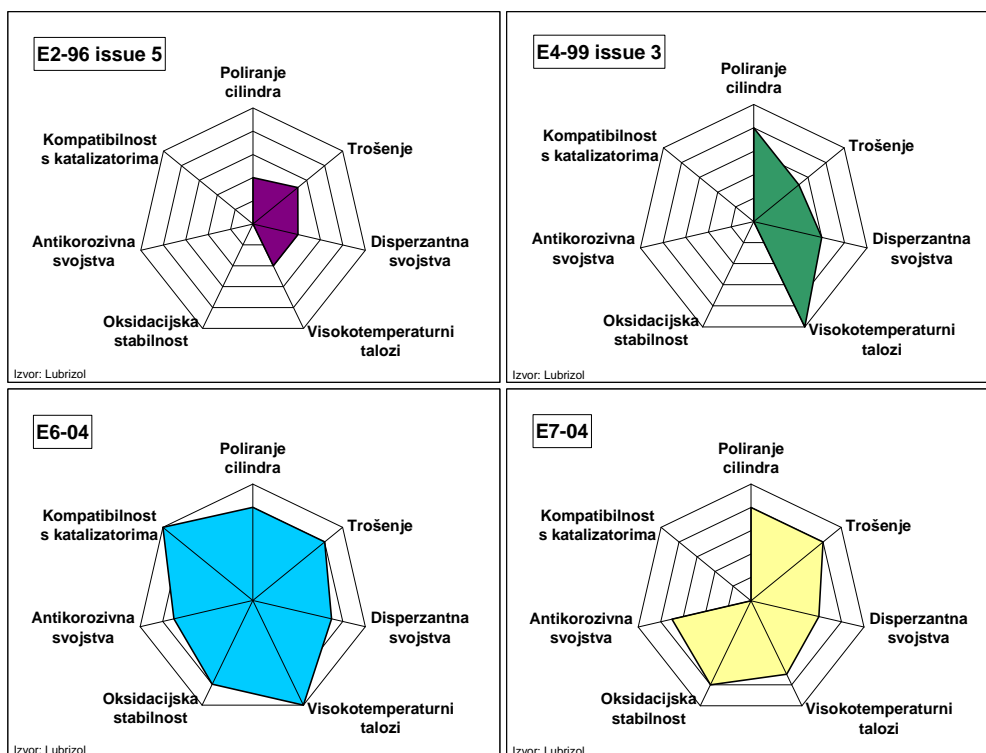 E2-96 issue 5
Poliranje
cilindra
Kompatibilnost
s katalizatorima
Trošenje
Antikorozivna
svojstva
Disperzantna
svojstva
Oksidacijska
stabilnost
Visokotemperaturni
talozi
Izvor: Lubrizol
E4-99 issue 3
Poliranje
cilindra
Kompatibilnost
s katalizatorima
Trošenje
Antikorozivna
svojstva
Disperzantna
svojstva
Oksidacijska
stabilnost
Visokotemperaturni
talozi
Izvor: Lubrizol
E6-04
Poliranje
cilindra
Kompatibilnost
s katalizatorima
Trošenje
Antikorozivna
svojstva
Disperzantna
svojstva
Oksidacijska
stabilnost
Visokotemperaturni
talozi
Izvor: Lubrizol
E7-04
Poliranje
cilindra
Kompatibilnost
s katalizatorima
Trošenje
Antikorozivna
svojstva
Disperzantna
svojstva
Oksidacijska
stabilnost
Visokotemperaturni
talozi
Izvor: Lubrizol